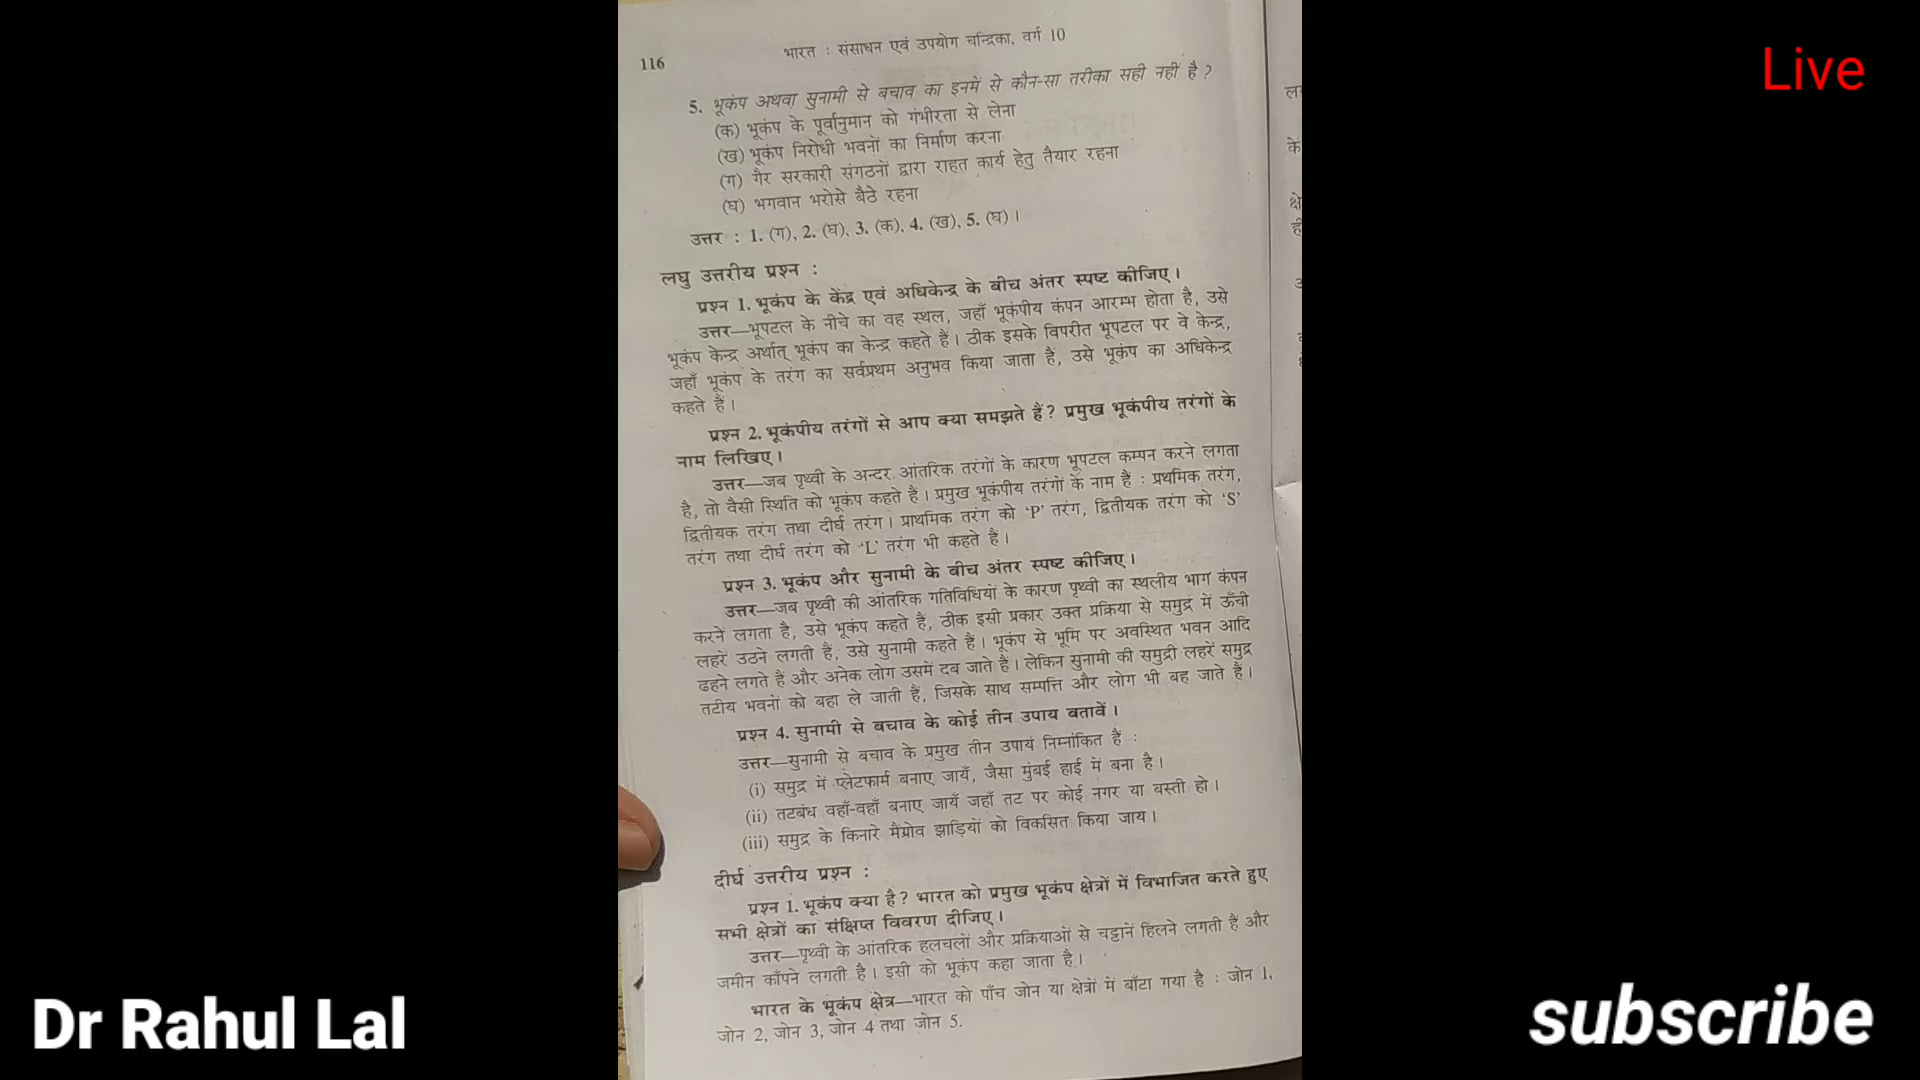 Live
116
भारत : संसाधन एवं उपयोग चन्द्रिका, वर्ग 10
5. भूकंप अथवा सुनामी से बचाव का इनमें से कौन-सा तरीका सही नहीं है ?
(क) भूकंप के पूर्वानुमान को गंभीरता से लेना
(ख) भूकंप निरोधी भवनों का निर्माण करना
(ग) गैर सरकारी संगठनों द्वारा राहत कार्य हेतु तैयार रहना
(घ) भगवान भरोसे बैठे रहना
उत्तर : 1. (ग), 2. (घ), 3. (क), 4. (ख), 5. (घ) ।
लघु उत्तरीय प्रश्न :
प्रश्न 1. भूकंप के केंद्र एवं अधिकेन्द्र के बीच अंतर स्पष्ट कीजिए ।
उत्तर—भूपटल के नीचे का वह स्थल, जहाँ भूकंपीय कंपन आरम्भ होता है, उसे
भूकंप केन्द्र अर्थात् भूकंप का केन्द्र कहते हैं । ठीक इसके विपरीत भूपटल पर वे केन्द्र,
जहाँ भूकंप के तरंग का सर्वप्रथम अनुभव किया जाता है, उसे भूकंप का अधिकेन्द्र
कहते हैं ।
प्रश्न 2. भूकंपीय तरंगों से आप क्या समझते हैं ? प्रमुख भूकंपीय तरंगों के
नाम लिखिए ।
उत्तर—जब पृथ्वी के अन्दर आंतरिक तरंगों के कारण भूपटल कम्पन करने लगता
है, तो वैसी स्थिति को भूकंप कहते हैं । प्रमुख भूकंपीय तरंगों के नाम हैं : प्रथमिक तरंग,
द्वितीयक तरंग तथा दीर्घ तरंग । प्राथमिक तरंग को ‘P’ तरंग, द्वितीयक तरंग को ‘S’
तरंग तथा दीर्घ तरंग को ‘L’ तरंग भी कहते हैं ।
प्रश्न 3. भूकंप और सुनामी के बीच अंतर स्पष्ट कीजिए ।
उत्तर—जब पृथ्वी की आंतरिक गतिविधियों के कारण पृथ्वी का स्थलीय भाग कंपन
करने लगता है, उसे भूकंप कहते हैं, ठीक इसी प्रकार उक्त प्रक्रिया से समुद्र में ऊँची
लहरें उठने लगती हैं, उसे सुनामी कहते हैं । भूकंप से भूमि पर अवस्थित भवन आदि
ढहने लगते हैं और अनेक लोग उसमें दब जाते हैं । लेकिन सुनामी की समुद्री लहरें समुद्र
तटीय भवनों को बहा ले जाती हैं, जिसके साथ सम्पत्ति और लोग भी बह जाते हैं ।
प्रश्न 4. सुनामी से बचाव के कोई तीन उपाय बतावें ।
उत्तर—सुनामी से बचाव के प्रमुख तीन उपाय निम्नांकित हैं :
(i) समुद्र में प्लेटफार्म बनाए जायँ, जैसा मुंबई हाई में बना है ।
(ii) तटबंध वहाँ-वहाँ बनाए जायँ जहाँ तट पर कोई नगर या बस्ती हो ।
(iii) समुद्र के किनारे मैंग्रोव झाड़ियों को विकसित किया जाय ।
दीर्घ उत्तरीय प्रश्न :
प्रश्न 1. भूकंप क्या है ? भारत को प्रमुख भूकंप क्षेत्रों में विभाजित करते हुए
सभी क्षेत्रों का संक्षिप्त विवरण दीजिए ।
उत्तर—पृथ्वी के आंतरिक हलचलों और प्रक्रियाओं से चट्टानें हिलने लगती हैं और
जमीन काँपने लगती है । इसी को भूकंप कहा जाता है ।
भारत के भूकंप क्षेत्र—भारत को पाँच जोन या क्षेत्रों में बाँटा गया है : जोन 1,
जोन 2, जोन 3, जोन 4 तथा जोन 5.
Dr Rahul Lal
subscribe